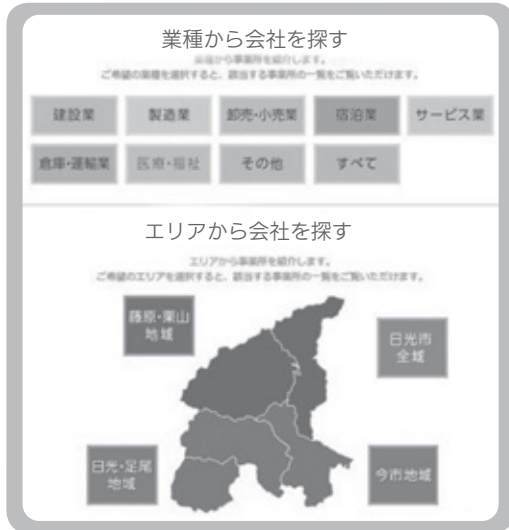 業種から会社を探す
業種から事業所を紹介します。
ご希望の業種を選択すると、該当する事業所の一覧をご覧いただけます。
建設業 製造業 卸売・小売業 宿泊業 サービス業
倉庫・運輸業 医療・福祉 その他 すべて
エリアから会社を探す
エリアから事業所を紹介します。
ご希望のエリアを選択すると、該当する事業所の一覧をご覧いただけます。
藤原・栗山
地域
日光市
全域
日光・足尾
地域
今市地域